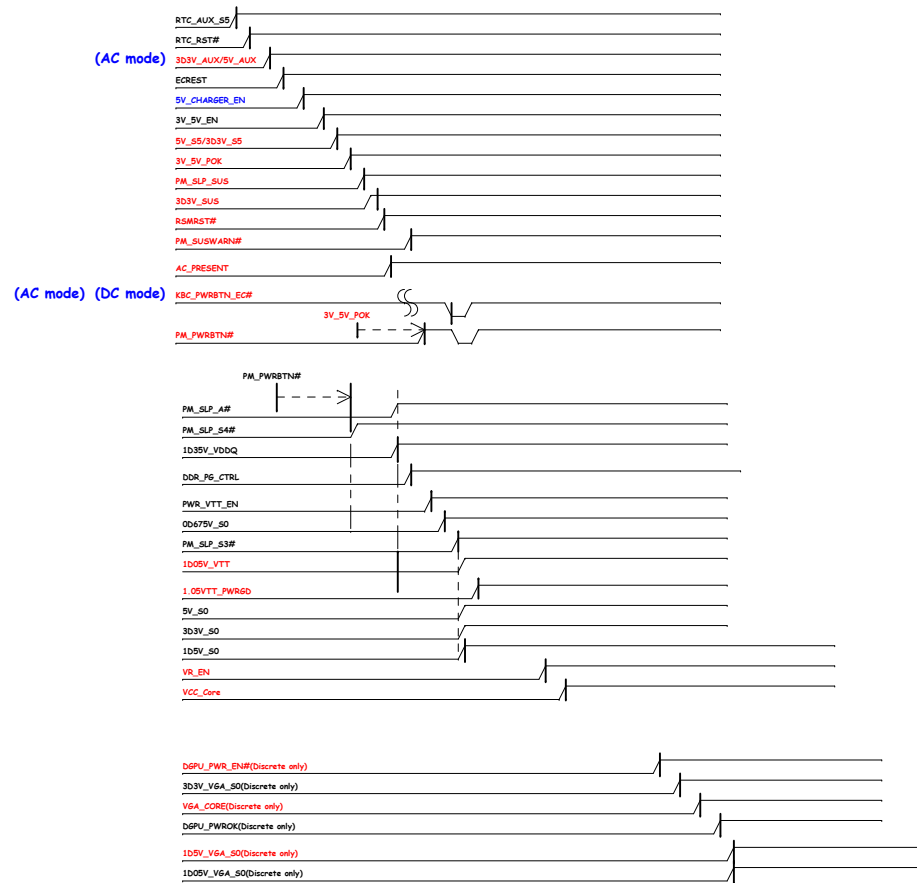 RTC_AUX_S5
RTC_RST#
(AC mode) 3D3V_AUX/5V_AUX
ECREST
5V_CHARGER_EN
3V_5V_EN
5V_S5/3D3V_S5
3V_5V_POK
PM_SLP_SUS
3D3V_SUS
RSMRST#
PM_SUSWARN#
AC_PRESENT
(AC mode) (DC mode) KBC_PWRBTN_EC#
3V_5V_POK
PM_PWRBTN#
PM_PWRBTN#
PM_SLP_A#
PM_SLP_S4#
1D35V_VDDQ
DDR_PG_CTRL
PWR_VTT_EN
0D675V_S0
PM_SLP_S3#
1D05V_VTT
1.05VTT_PWRGD
5V_S0
3D3V_S0
1D5V_S0
VR_EN
VCC_Core
DGPU_PWR_EN#(Discrete only)
3D3V_VGA_S0(Discrete only)
VGA_CORE(Discrete only)
DGPU_PWROK(Discrete only)
1D5V_VGA_S0(Discrete only)
1D05V_VGA_S0(Discrete only)